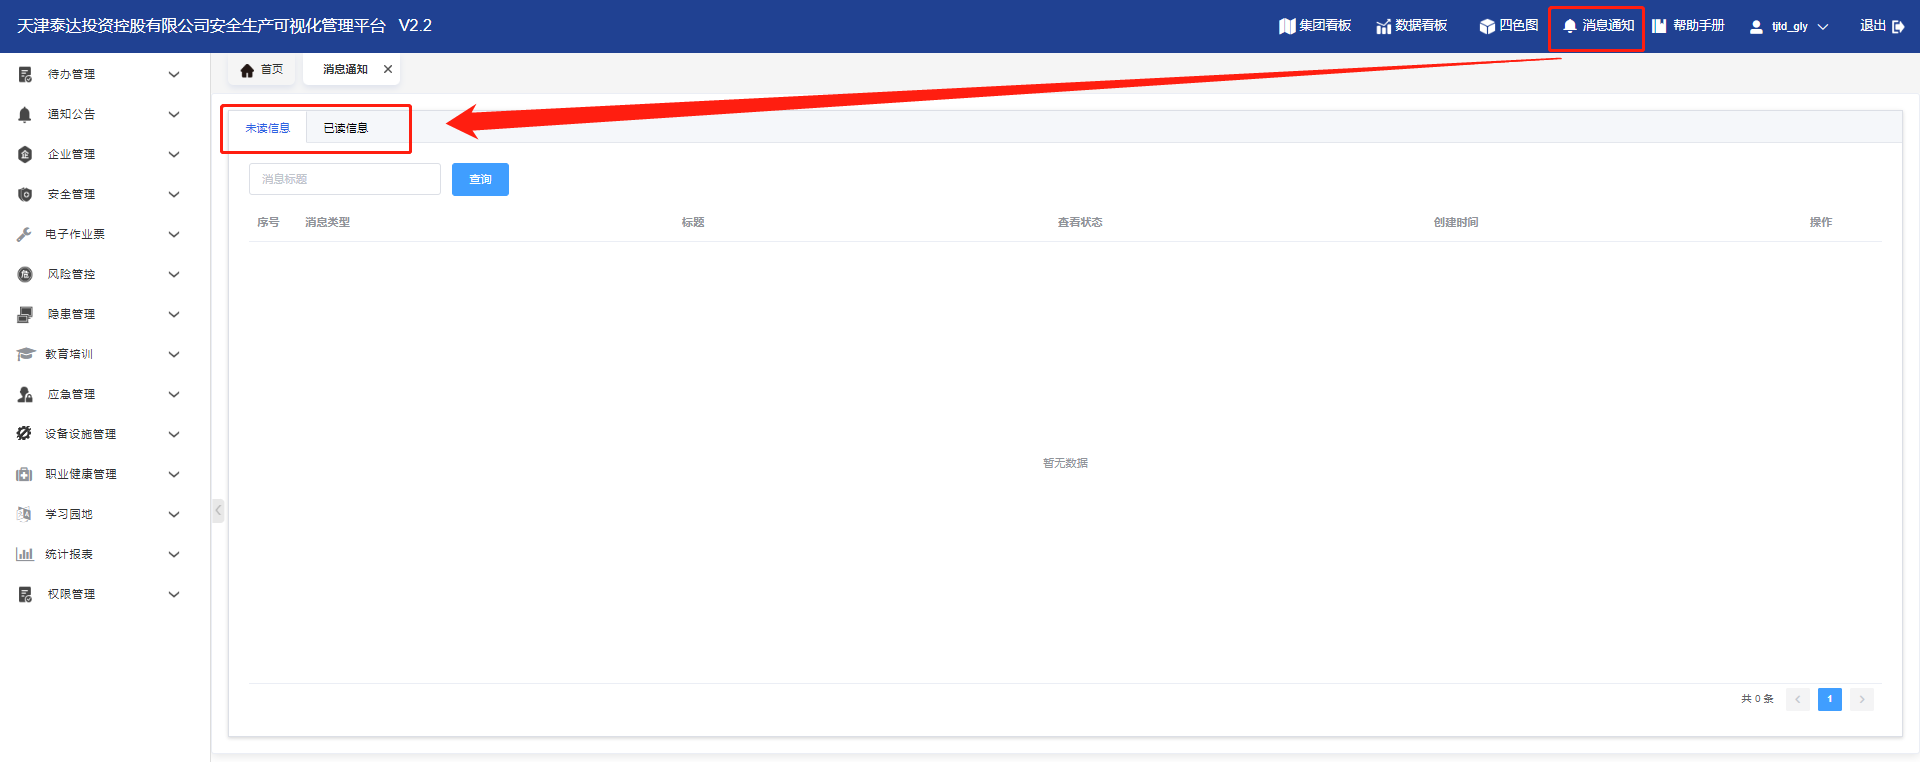 天津泰达投资控股有限公司安全生产可视化管理平台 V2.2
集团看板 数据看板 四色图 消息通知 帮助手册 tjtd_gly 退出
首页 消息通知
待办管理
通知公告
企业管理
安全管理
电子作业票
风险管控
隐患管理
教育培训
应急管理
设备设施管理
职业健康管理
学习园地
统计报表
权限管理
未读信息 已读信息
消息标题 查询
序号 消息类型 标题 查看状态 创建时间 操作
暂无数据
共 0 条 1